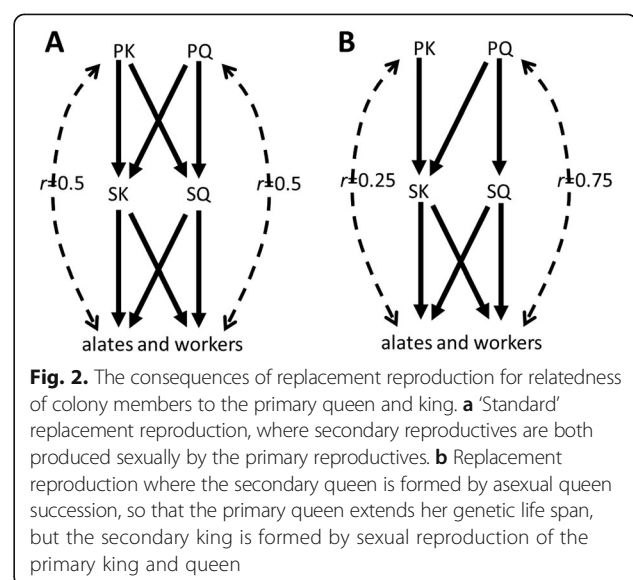 A
B
PK PQ
PK PQ
r=0.5 SK SQ r=0.5
r=0.25 SK SQ r=0.75
alates and workers
alates and workers
Fig. 2. The consequences of replacement reproduction for relatedness
of colony members to the primary queen and king. a ‘Standard’
replacement reproduction, where secondary reproductives are both
produced sexually by the primary reproductives. b Replacement
reproduction where the secondary queen is formed by asexual queen
succession, so that the primary queen extends her genetic life span,
but the secondary king is formed by sexual reproduction of the
primary king and queen